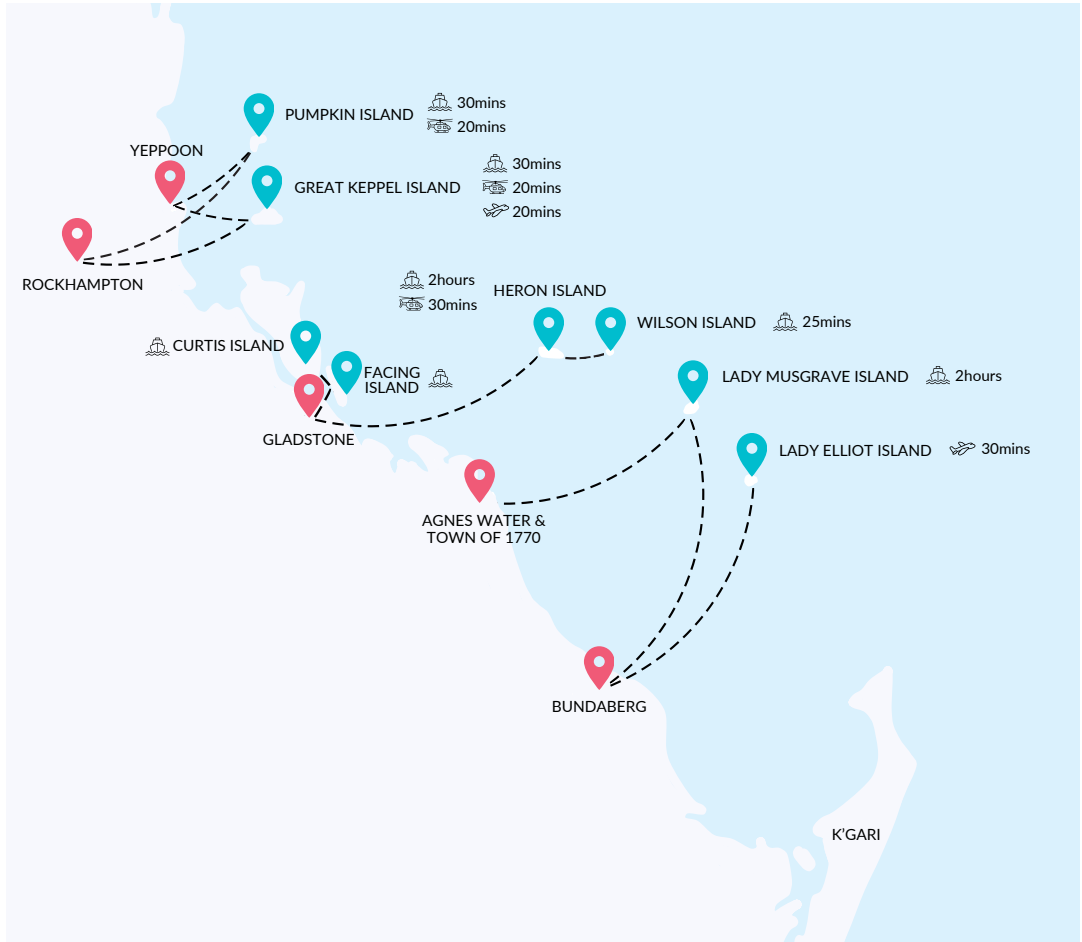 PUMPKIN ISLAND
30mins
20mins
YEPPOON
GREAT KEPPEL ISLAND
30mins
20mins
20mins
ROCKHAMPTON
2hours
30mins
HERON ISLAND
WILSON ISLAND
25mins
CURTIS ISLAND
FACING
ISLAND
LADY MUSGRAVE ISLAND
2hours
GLADSTONE
LADY ELLIOT ISLAND
30mins
AGNES WATER &
TOWN OF 1770
BUNDABERG
K'GARI